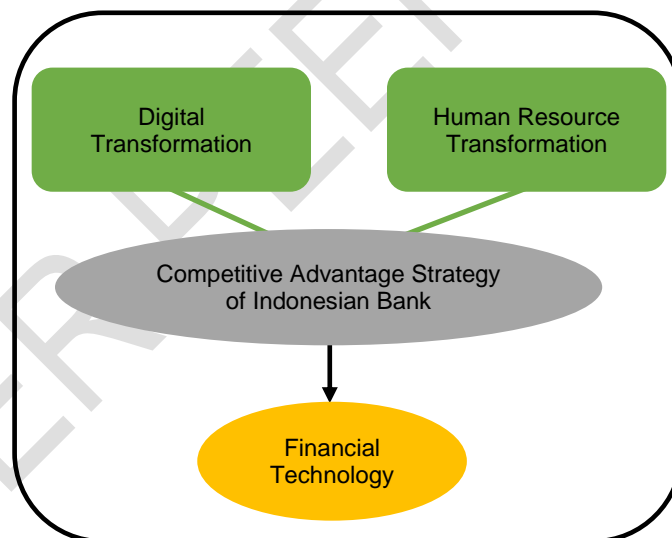 Digital
Transformation
Human Resource
Transformation
Competitive Advantage Strategy
of Indonesian Bank
Financial
Technology